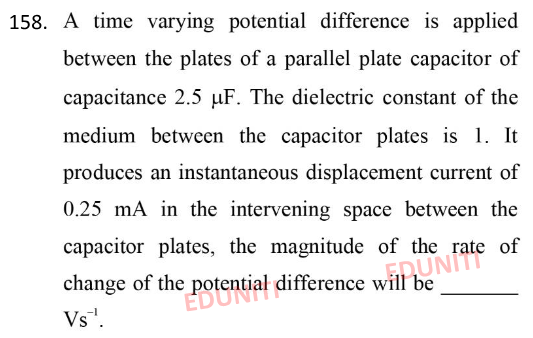 158. A time varying potential difference is applied
between the plates of a parallel plate capacitor of
capacitance 2.5 μF. The dielectric constant of the
medium between the capacitor plates is 1. It
produces an instantaneous displacement current of
0.25 mA in the intervening space between the
capacitor plates, the magnitude of the rate of
change of the potential difference will be ________
Vs⁻¹.
EDUNITI
EDUNITI